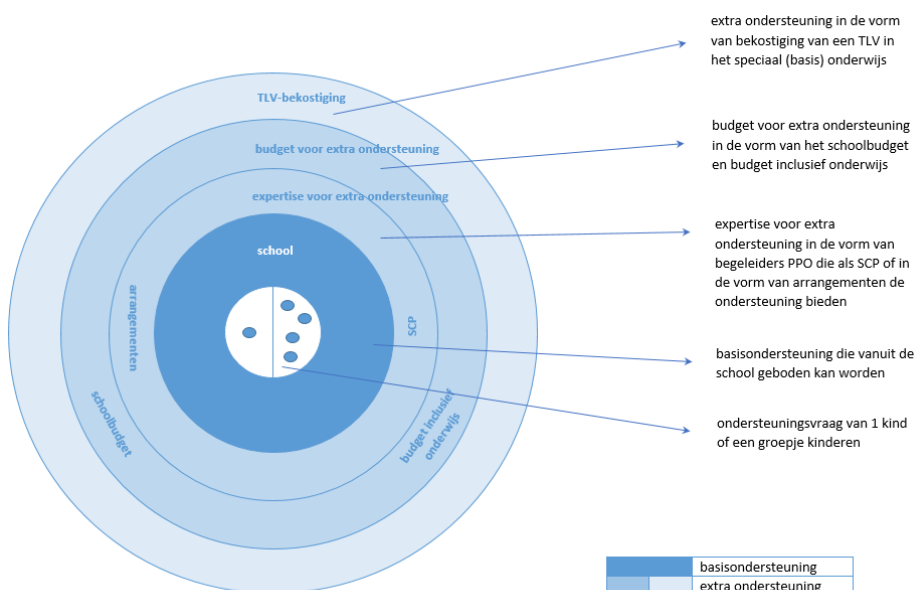 extra ondersteuning in de vorm
van bekostiging van een TLV in
het speciaal (basis) onderwijs
TLV-bekostiging
budget voor extra ondersteuning
in de vorm van het schoolbudget
en budget inclusief onderwijs
budget voor extra ondersteuning
expertise voor extra ondersteuning
expertise voor extra
ondersteuning in de vorm van
begeleiders PPO die als SCP of in
de vorm van arrangementen de
ondersteuning bieden
school
arrangementen
SCP
basisondersteuning die vanuit de
school geboden kan worden
schoolbudget
budget inclusief
onderwijs
ondersteuningsvraag van 1 kind
of een groepje kinderen
basisondersteuning
extra ondersteuning